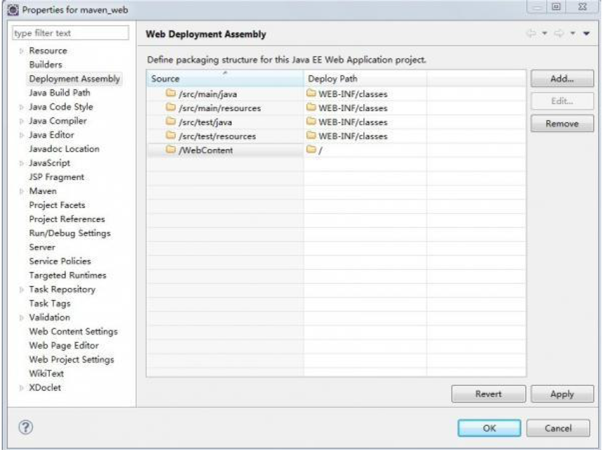 Properties for maven_web
type filter text
Web Deployment Assembly
Resource
Builders
Deployment Assembly
Java Build Path
Java Code Style
Java Compiler
Java Editor
Javadoc Location
JavaScript
JSP Fragment
Maven
Project Facets
Project References
Run/Debug Settings
Server
Service Policies
Targeted Runtimes
Task Repository
Task Tags
Validation
Web Content Settings
Web Page Editor
Web Project Settings
WikiText
XDoclet
Define packaging structure for this Java EE Web Application project.
Source Deploy Path
/src/main/java WEB-INF/classes
/src/main/resources WEB-INF/classes
/src/test/java WEB-INF/classes
/src/test/resources WEB-INF/classes
/WebContent /
Add...
Edit...
Remove
Revert Apply
? OK Cancel